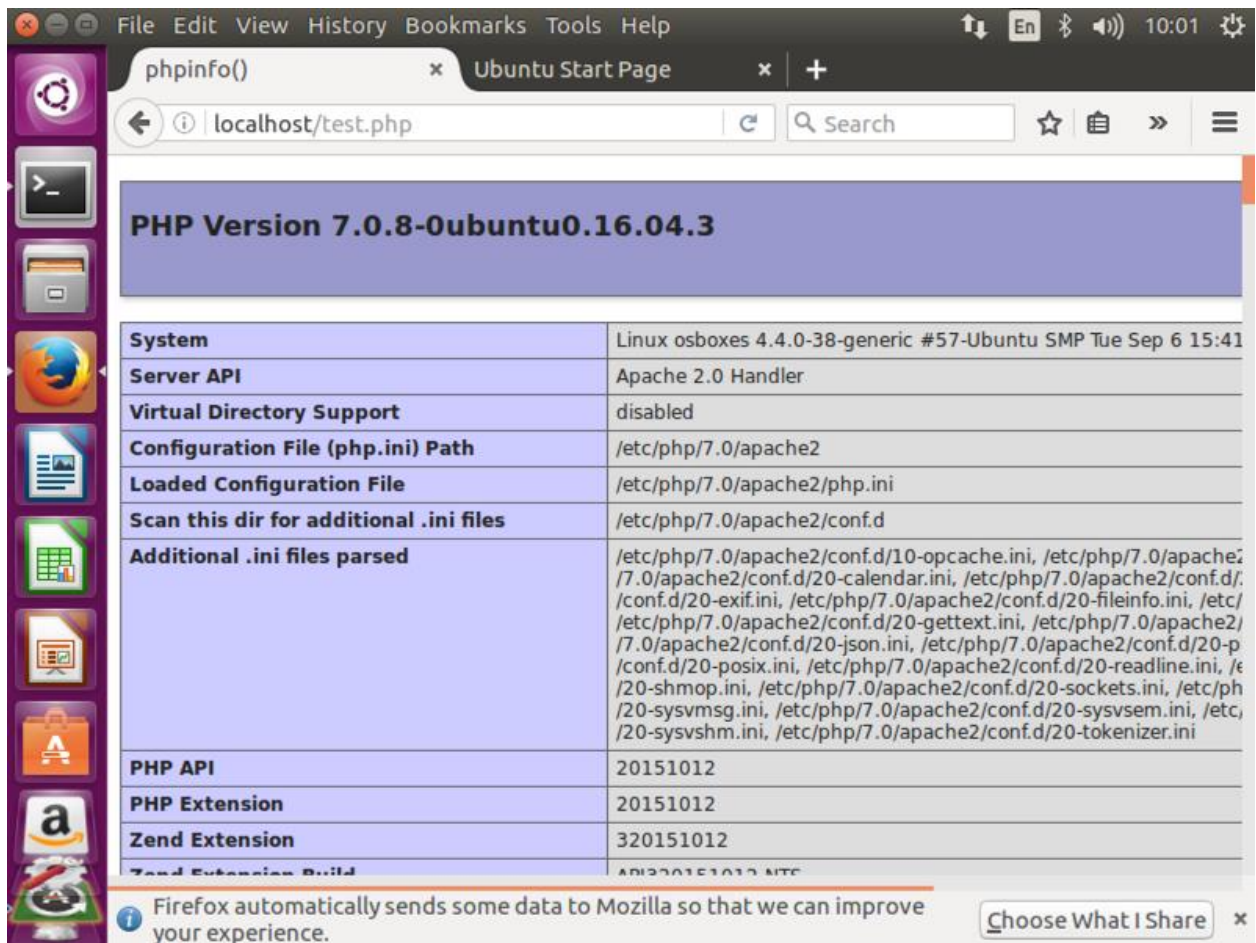 File Edit View History Bookmarks Tools Help En 10:01
phpinfo() Ubuntu Start Page
localhost/test.php Search
PHP Version 7.0.8-0ubuntu0.16.04.3
System Linux osboxes 4.4.0-38-generic #57-Ubuntu SMP Tue Sep 6 15:41
Server API Apache 2.0 Handler
Virtual Directory Support disabled
Configuration File (php.ini) Path /etc/php/7.0/apache2
Loaded Configuration File /etc/php/7.0/apache2/php.ini
Scan this dir for additional .ini files /etc/php/7.0/apache2/conf.d
Additional .ini files parsed /etc/php/7.0/apache2/conf.d/10-opcache.ini, /etc/php/7.0/apache2
/7.0/apache2/conf.d/20-calendar.ini, /etc/php/7.0/apache2/conf.d/
/conf.d/20-exif.ini, /etc/php/7.0/apache2/conf.d/20-fileinfo.ini, /etc/
/etc/php/7.0/apache2/conf.d/20-gettext.ini, /etc/php/7.0/apache2/
/7.0/apache2/conf.d/20-json.ini, /etc/php/7.0/apache2/conf.d/20-p
/conf.d/20-posix.ini, /etc/php/7.0/apache2/conf.d/20-readline.ini, /e
/20-shmop.ini, /etc/php/7.0/apache2/conf.d/20-sockets.ini, /etc/ph
/20-sysvmsg.ini, /etc/php/7.0/apache2/conf.d/20-sysvsem.ini, /etc/
/20-sysvshm.ini, /etc/php/7.0/apache2/conf.d/20-tokenizer.ini
PHP API 20151012
PHP Extension 20151012
Zend Extension 320151012
Zend Extension Build API320151012,NTS
Firefox automatically sends some data to Mozilla so that we can improve
your experience. Choose What I Share